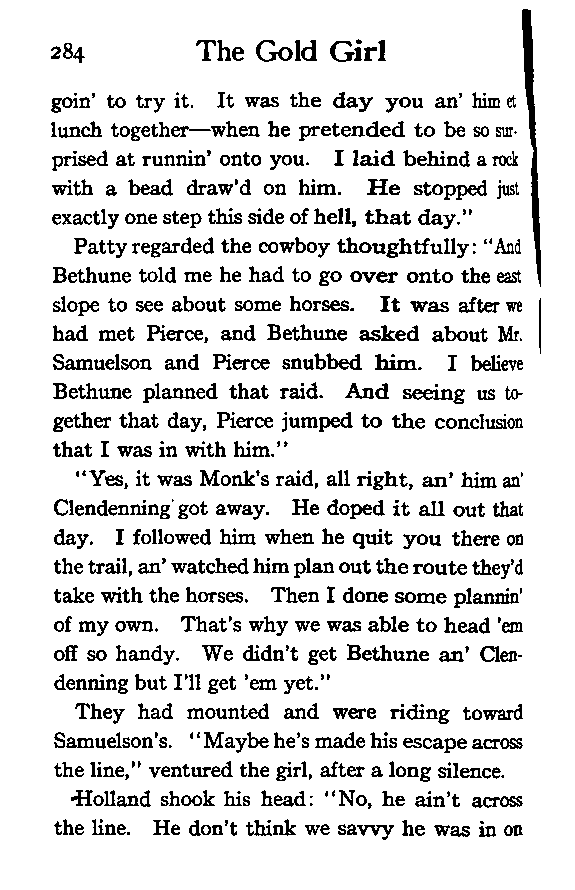 284 The Gold Girl
goin' to try it. It was the day you an' him et
lunch together—when he pretended to be so sur-
prised at runnin' onto you. I laid behind a rock
with a bead draw'd on him. He stopped just
exactly one step this side of hell, that day."
Patty regarded the cowboy thoughtfully: "And
Bethune told me he had to go over onto the east
slope to see about some horses. It was after we
had met Pierce, and Bethune asked about Mr.
Samuelson and Pierce snubbed him. I believe
Bethune planned that raid. And seeing us to-
gether that day, Pierce jumped to the conclusion
that I was in with him."
"Yes, it was Monk's raid, all right, an' him an'
Clendenning got away. He doped it all out that
day. I followed him when he quit you there on
the trail, an' watched him plan out the route they'd
take with the horses. Then I done some plannin'
of my own. That's why we was able to head 'em
off so handy. We didn't get Bethune an' Clen-
denning but I'll get 'em yet."
They had mounted and were riding toward
Samuelson's. "Maybe he's made his escape across
the line," ventured the girl, after a long silence.
Holland shook his head: "No, he ain't across
the line. He don't think we savvy he was in on